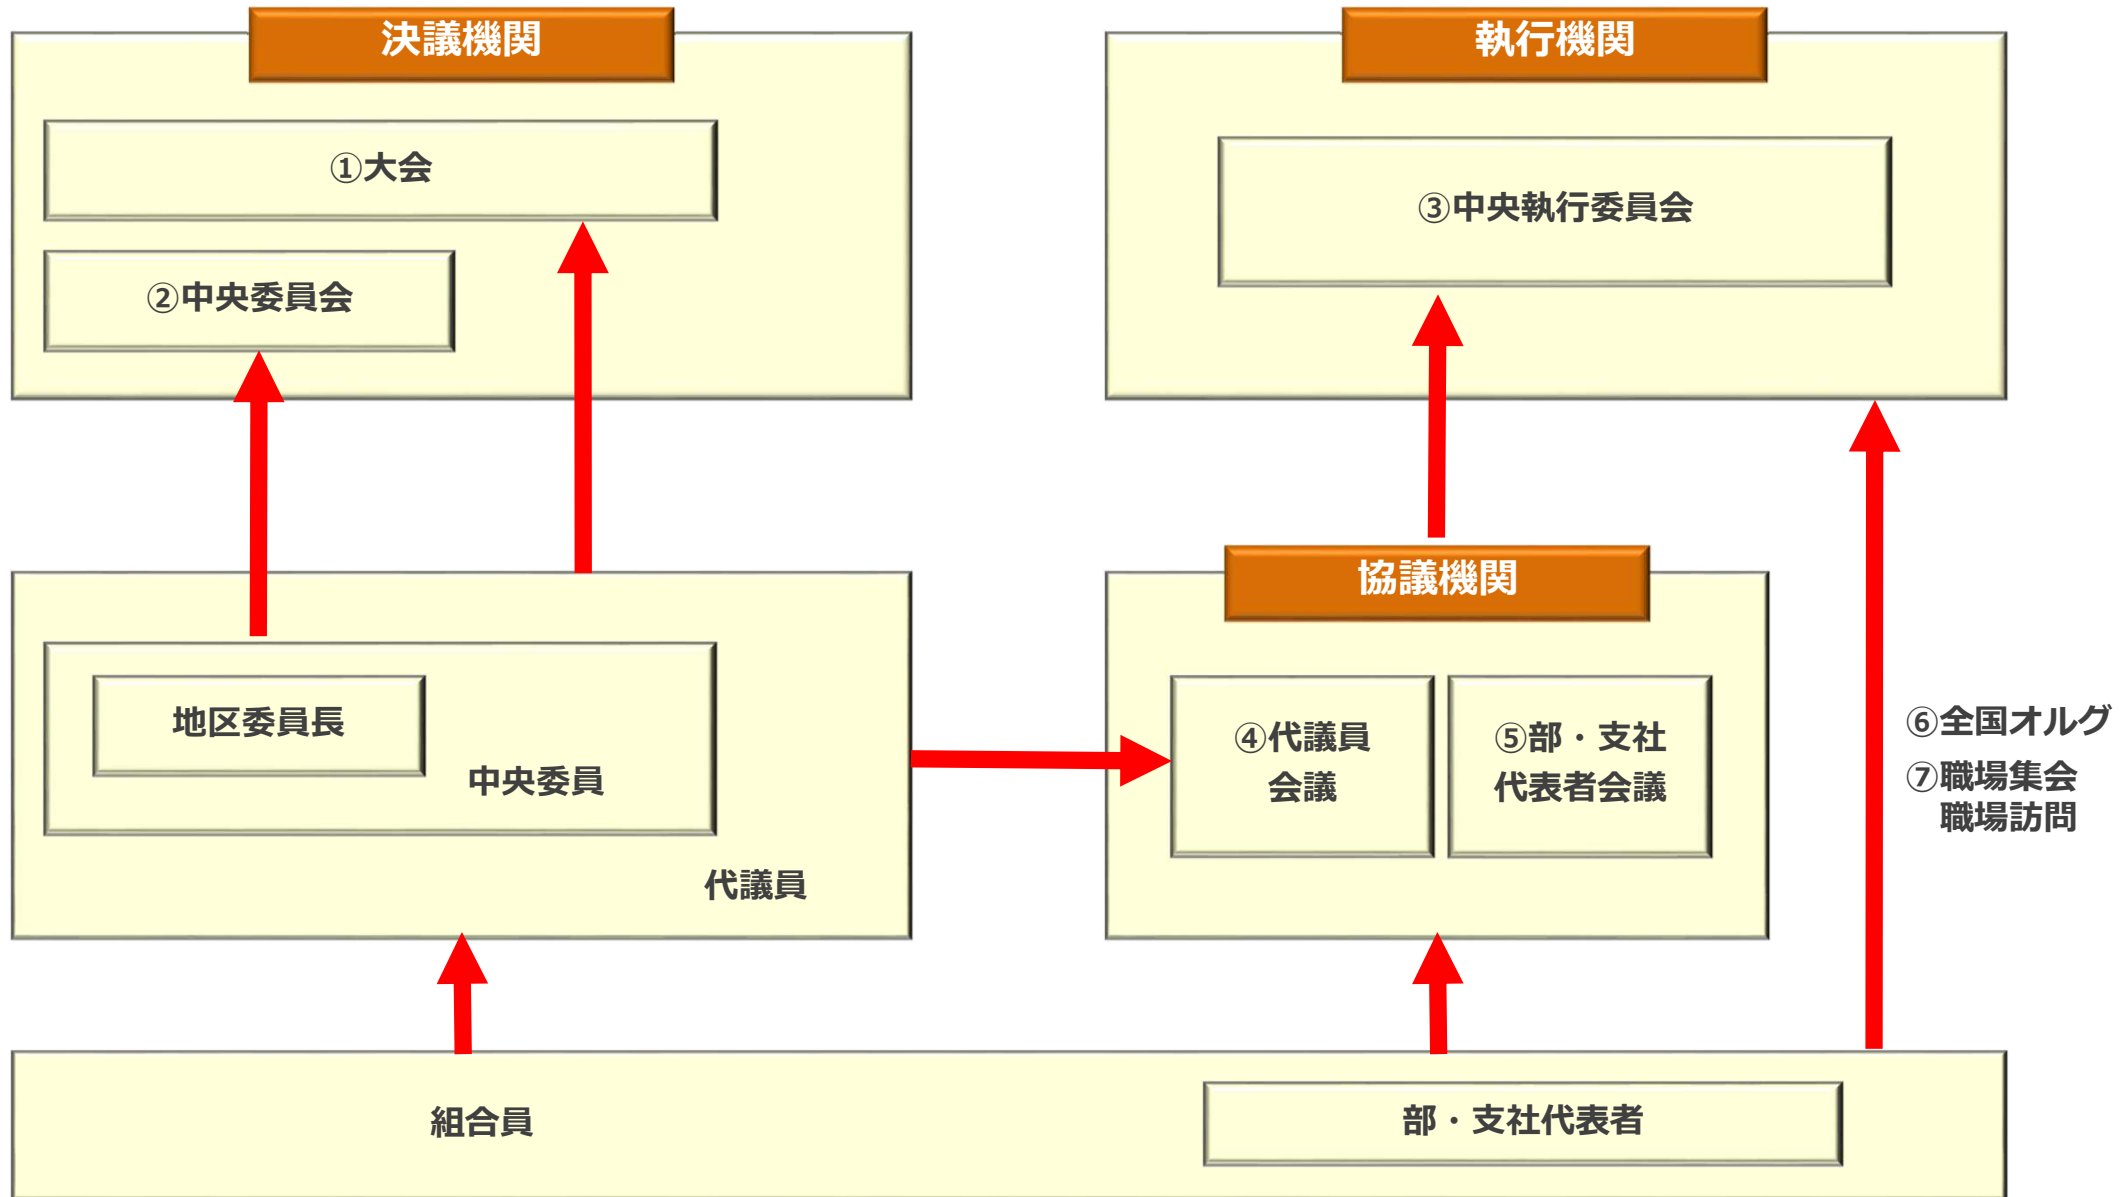 決議機関
①大会
②中央委員会
執行機関
③中央執行委員会
地区委員長
中央委員
代議員
協議機関
④代議員
会議
⑤部・支社
代表者会議
⑥全国オルグ
⑦職場集会
職場訪問
組合員
部・支社代表者